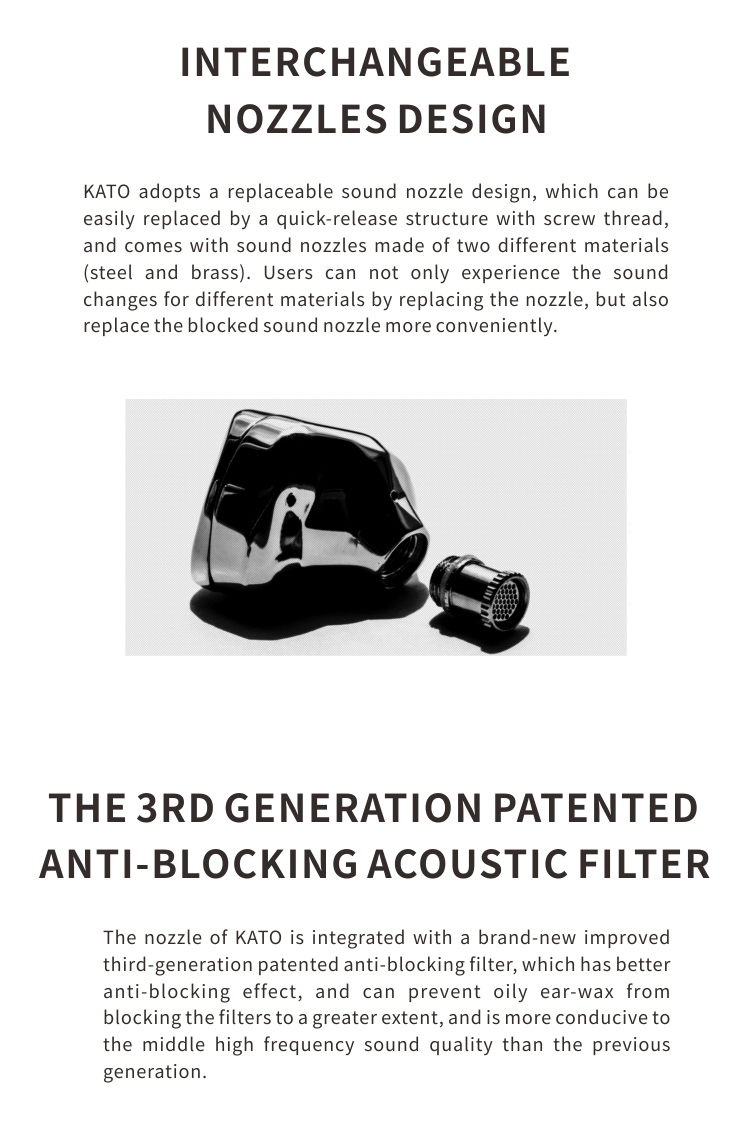 INTERCHANGEABLE
NOZZLES DESIGN
KATO adopts a replaceable sound nozzle design, which can be
easily replaced by a quick-release structure with screw thread,
and comes with sound nozzles made of two different materials
(steel and brass). Users can not only experience the sound
changes for different materials by replacing the nozzle, but also
replace the blocked sound nozzle more conveniently.
THE 3RD GENERATION PATENTED
ANTI-BLOCKING ACOUSTIC FILTER
The nozzle of KATO is integrated with a brand-new improved
third-generation patented anti-blocking filter, which has better
anti-blocking effect, and can prevent oily ear-wax from
blocking the filters to a greater extent, and is more conducive to
the middle high frequency sound quality than the previous
generation.